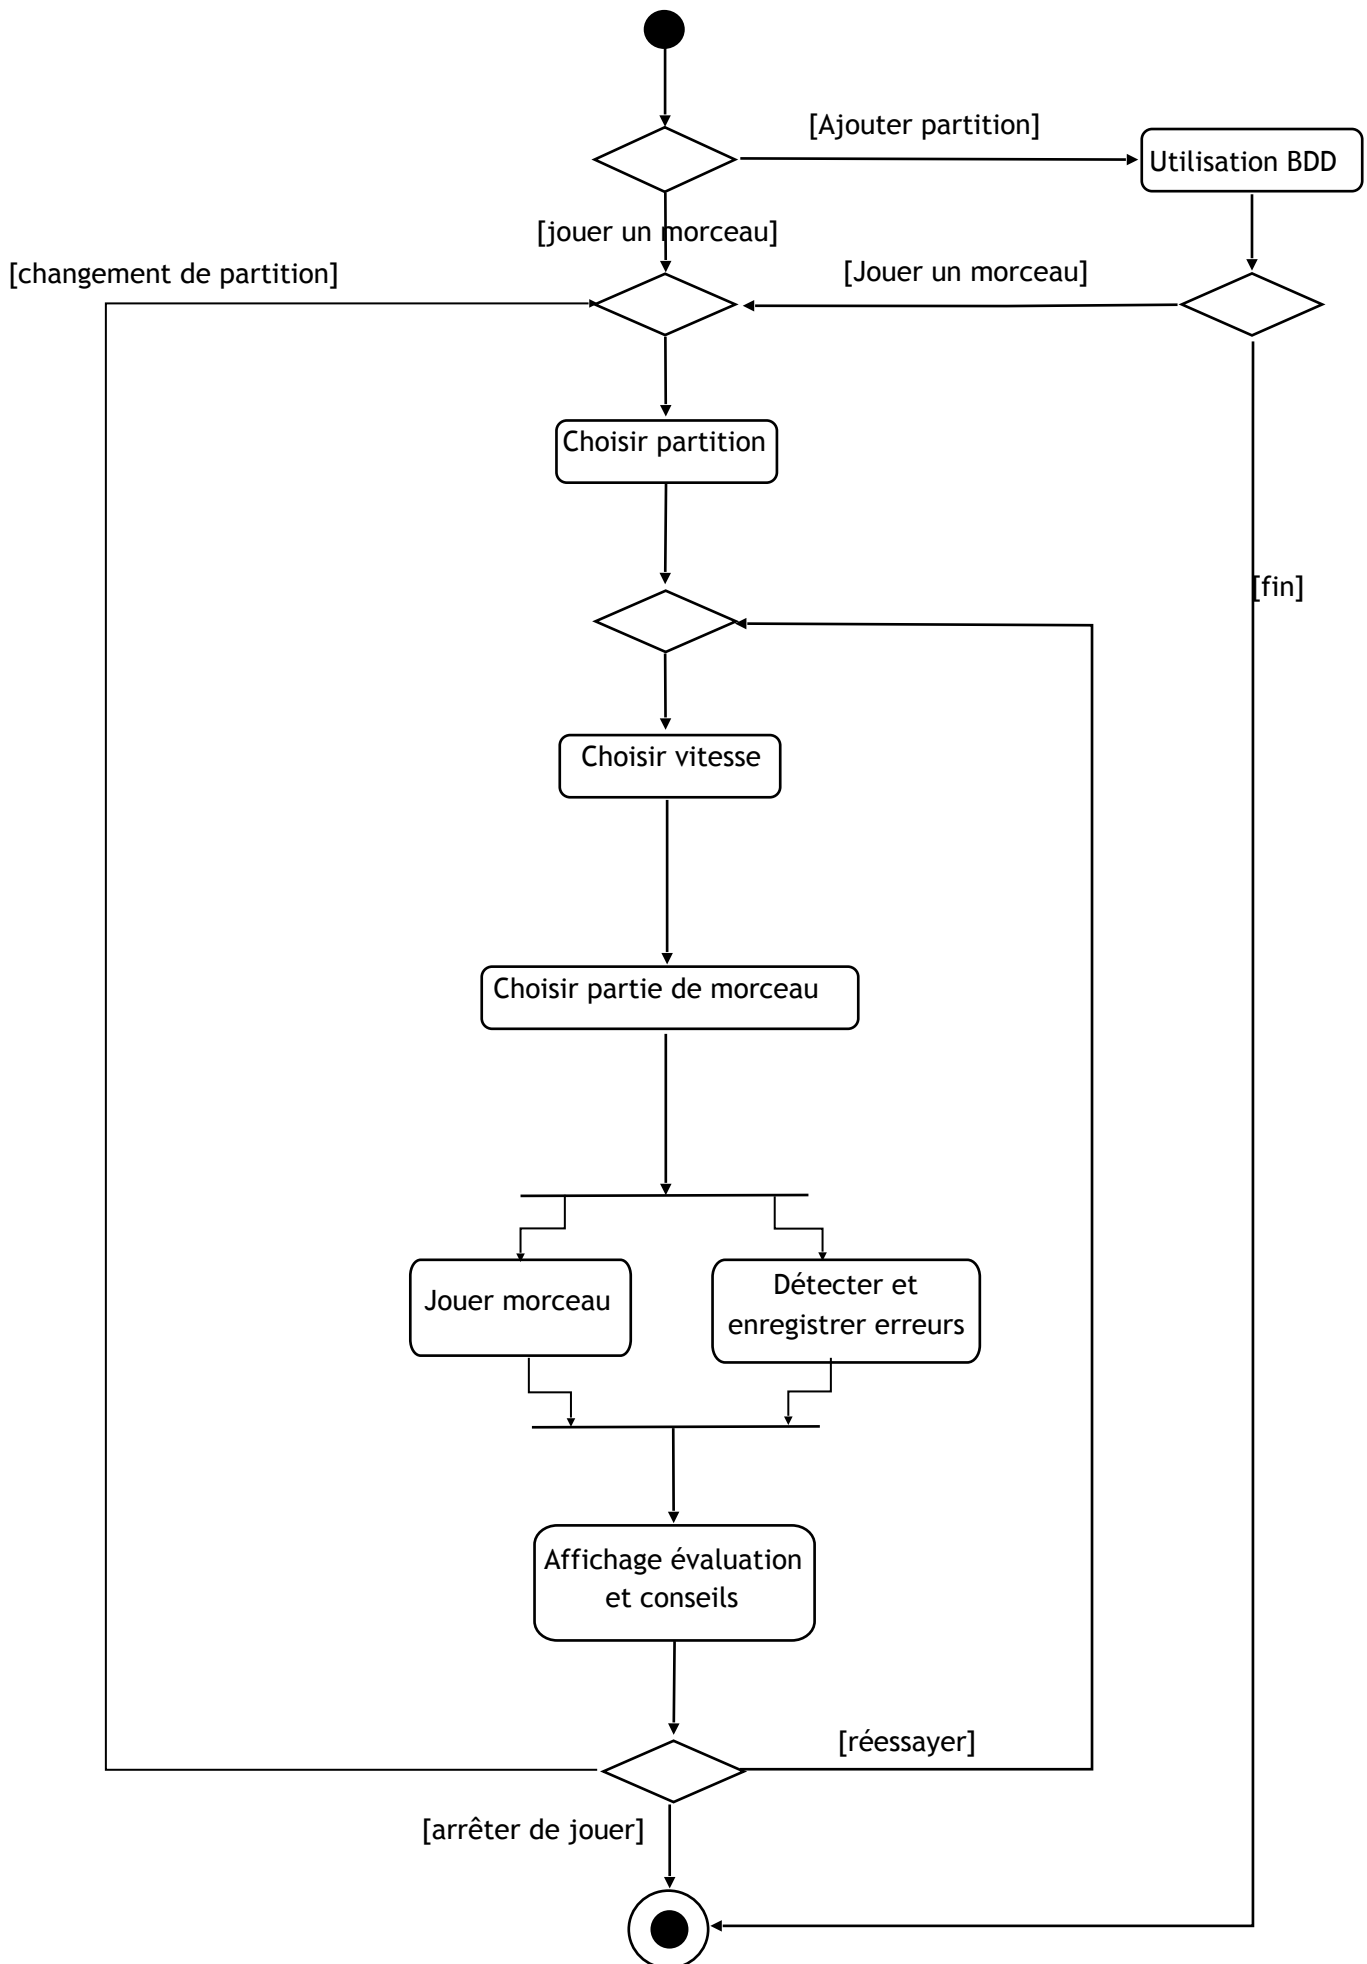 [Ajouter partition]
Utilisation BDD
[jouer un morceau]
[changement de partition]
[Jouer un morceau]
Choisir partition
[fin]
Choisir vitesse
Choisir partie de morceau
Jouer morceau
Détecter et
enregistrer erreurs
Affichage évaluation
et conseils
[réessayer]
[arrêter de jouer]